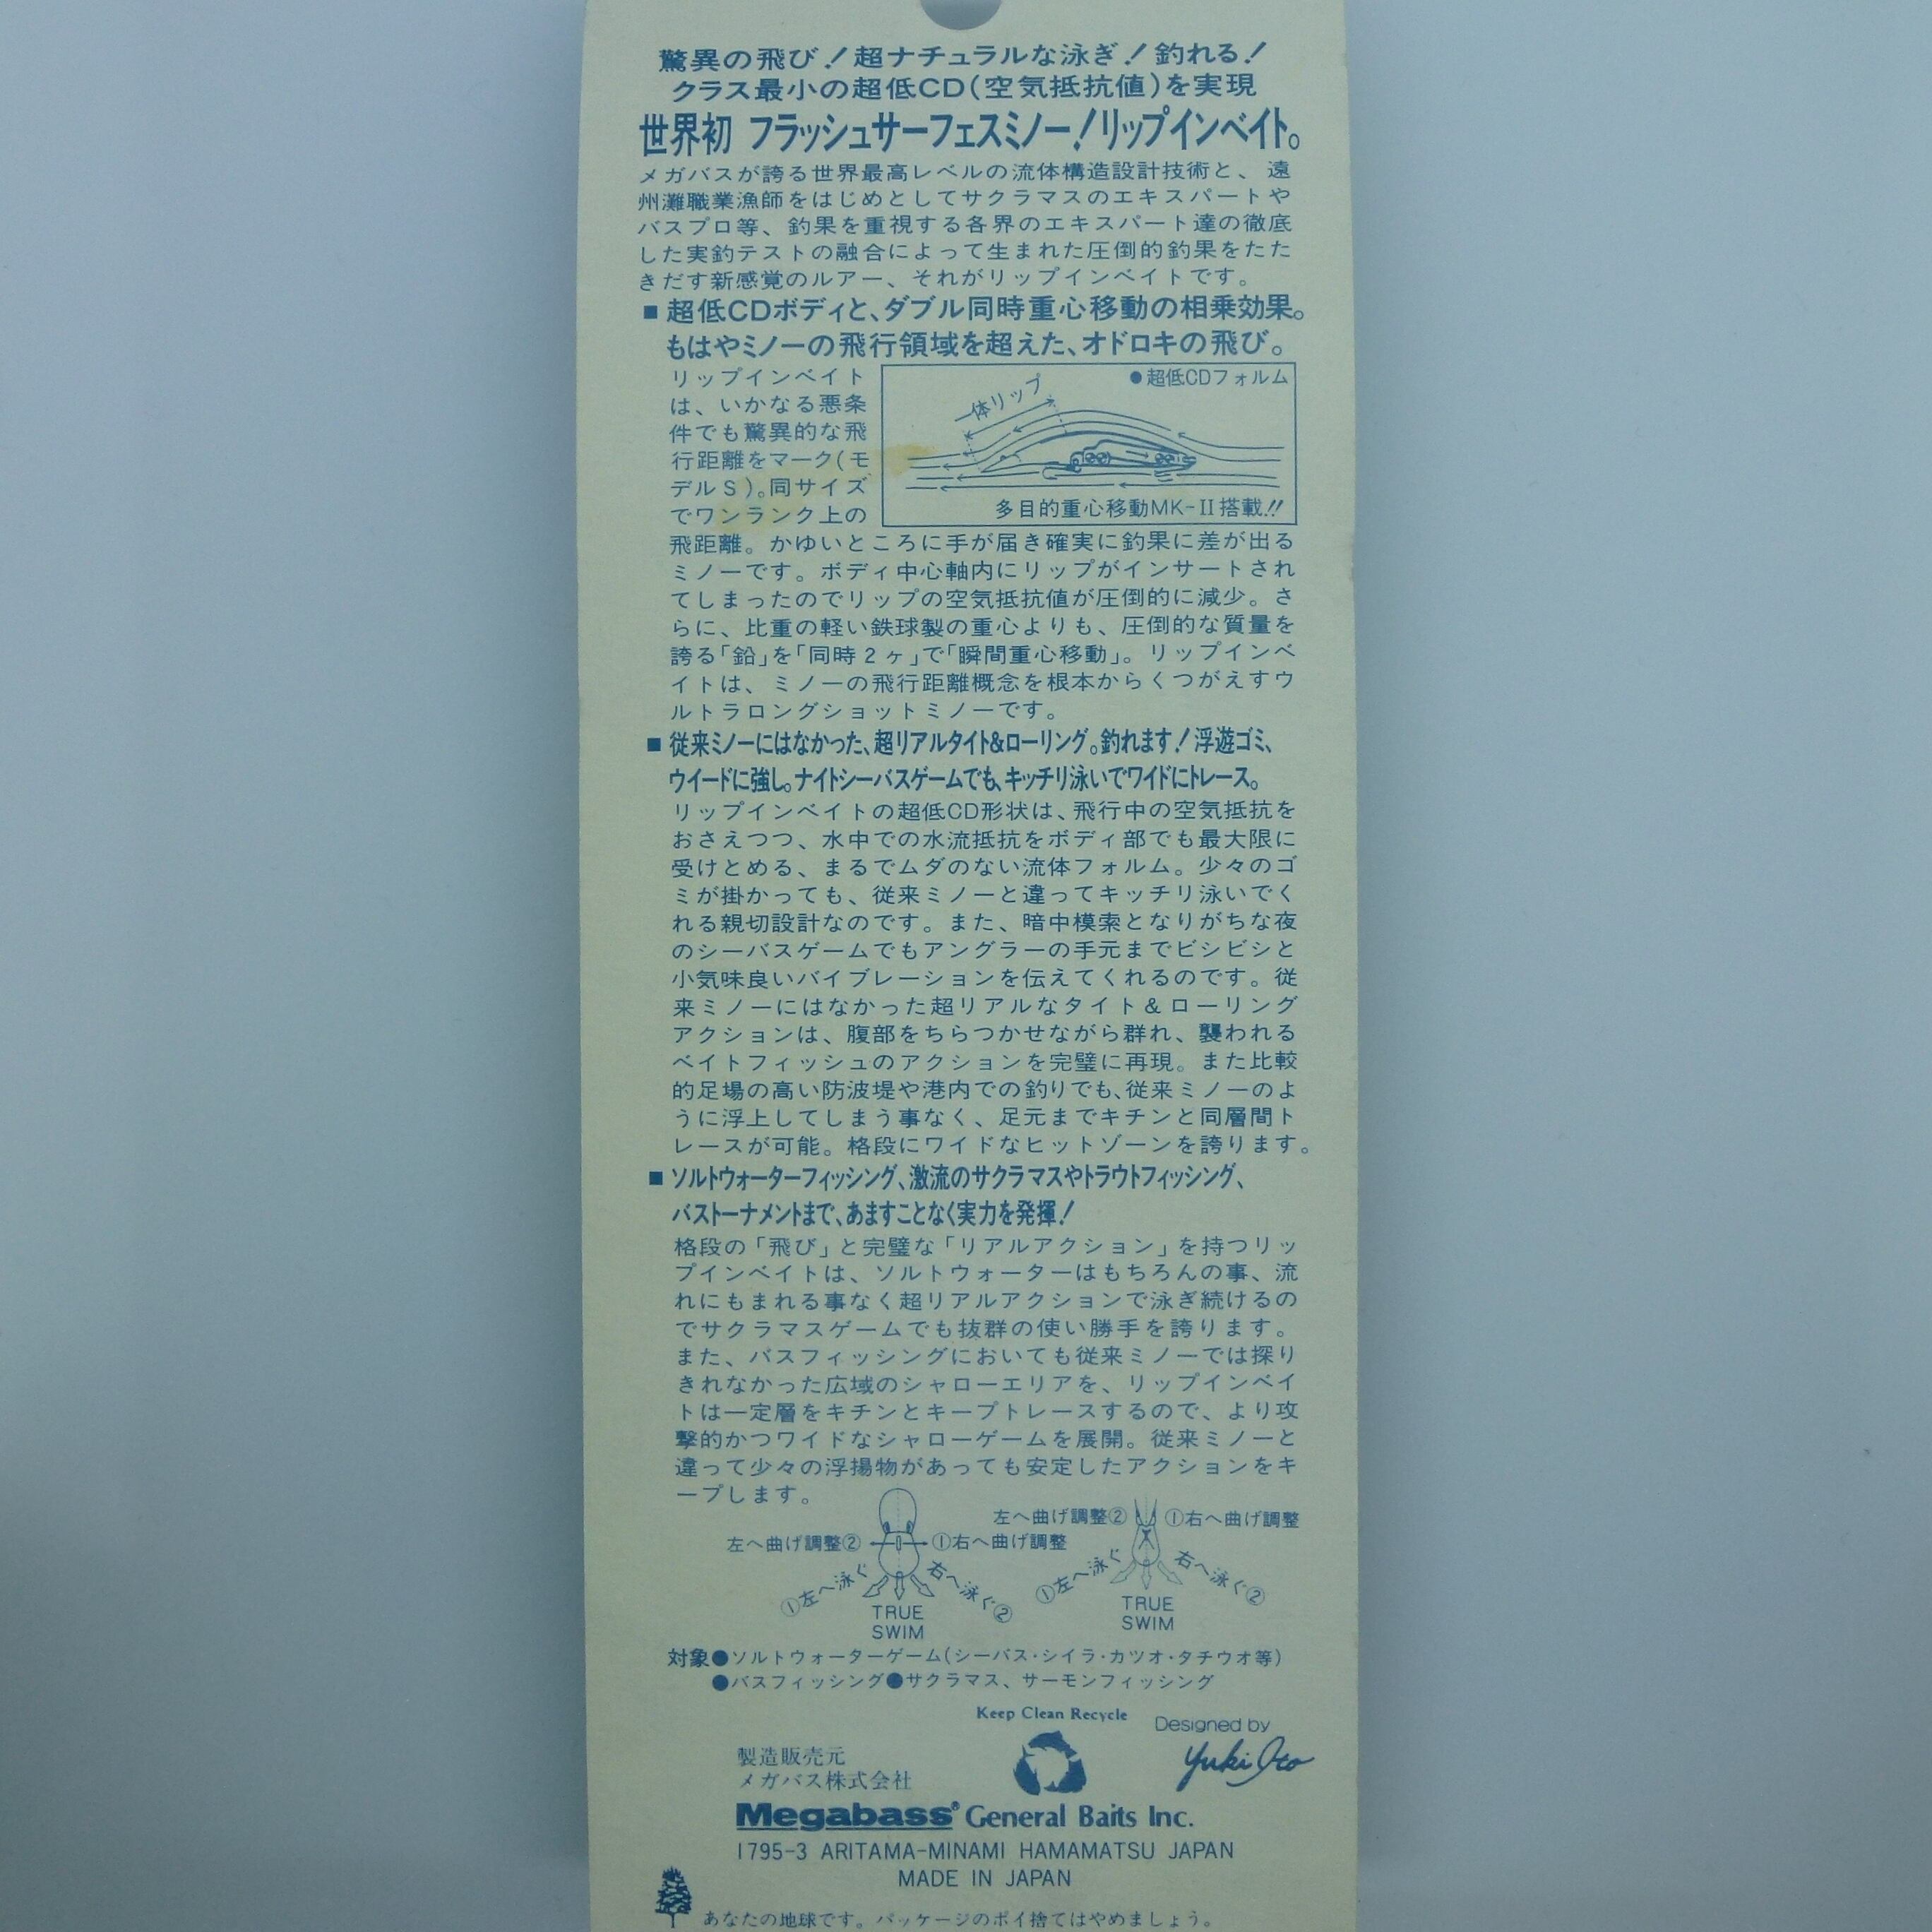 驚異の飛び！超ナチュラルな泳ぎ！釣れる！
クラス最小の超低CD(空気抵抗値)を実現
世界初 フラッシュサーフェスミノー！リップインベイト。
メガバスが誇る世界最高レベルの流体構造設計技術と、遠
州灘職業漁師をはじめとしてサクラマスのエキスパートや
バスプロ等、釣果を重視する各界のエキスパート達の徹底
した実釣テストの融合によって生まれた圧倒的釣果をたた
きだす新感覚のルアー、それがリップインベイトです。
■超低CDボディと、ダブル同時重心移動の相乗効果。
もはやミノーの飛行領域を超えた、オドロキの飛び。
リップインベイト
は、いかなる悪条
件でも驚異的な飛
行距離をマーク(モ
デルS)。同サイズ
でワンランク上の
●超低CDフォルム
一体リップ
多目的重心移動MK-II搭載!!
飛距離。かゆいところに手が届き確実に釣果に差が出る
ミノーです。ボディ中心軸内にリップがインサートされ
てしまったのでリップの空気抵抗値が圧倒的に減少。さ
らに、比重の軽い鉄球製の重心よりも、圧倒的な質量を
誇る「鉛」を「同時2ヶ」で「瞬間重心移動」。リップインベ
イトは、ミノーの飛行距離概念を根本からくつがえすウ
ルトラロングショットミノーです。
■従来ミノーにはなかった、超リアルタイト&ローリング。釣れます！浮遊ゴミ、
ウイードに強し。ナイトシーバスゲームでも、キッチリ泳いでワイドにトレース。
リップインベイトの超低CD形状は、飛行中の空気抵抗を
おさえつつ、水中での水流抵抗をボディ部でも最大限に
受けとめる、まるでムダのない流体フォルム。少々のゴ
ミが掛かっても、従来ミノーと違ってキッチリ泳いでく
れる親切設計なのです。また、暗中模索となりがちな夜
のシーバスゲームでもアングラーの手元までビシビシと
小気味良いバイブレーションを伝えてくれるのです。従
来ミノーにはなかった超リアルなタイト&ローリング
アクションは、腹部をちらつかせながら群れ、襲われる
ベイトフィッシュのアクションを完璧に再現。また比較
的足場の高い防波堤や港内での釣りでも、従来ミノーのよ
うに浮上してしまう事なく、足元までキチンと同層間ト
レースが可能。格段にワイドなヒットゾーンを誇ります。
■ソルトウォーターフィッシング、激流のサクラマスやトラウトフィッシング、
バストーナメントまで、あますことなく実力を発揮！
格段の「飛び」と完璧な「リアルアクション」を持つリッ
プインベイトは、ソルトウォーターはもちろんの事、流
れにもまれる事なく超リアルアクションで泳ぎ続けるの
でサクラマスゲームでも抜群の使い勝手を誇ります。
また、バスフィッシングにおいても従来ミノーでは探り
きれなかった広域のシャローエリアを、リップインベイ
トは一定層をキチンとキープトレースするので、より攻
撃的かつワイドなシャローゲームを展開。従来ミノーと
違って少々の浮揚物があっても安定したアクションをキ
ープします。
左へ曲げ調整② ①右へ曲げ調整
①左へ泳ぐ 右へ泳ぐ②
TRUE
SWIM
左へ曲げ調整② ①右へ曲げ調整
①左へ泳ぐ 右へ泳ぐ②
TRUE
SWIM
対象●ソルトウォーターゲーム(シーバス・シイラ・カツオ・タチウオ等)
●バスフィッシング●サクラマス、サーモンフィッシング
Keep Clean Recycle
Designed by
Yuki Ito
製造販売元
メガバス株式会社
Megabass® General Baits Inc.
1795-3 ARITAMA-MINAMI HAMAMATSU JAPAN
MADE IN JAPAN
あなたの地球です。パッケージのポイ捨てはやめましょう。